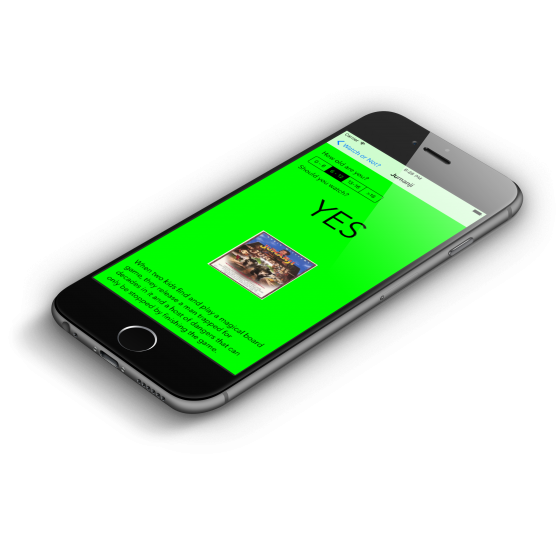 Carrier
9:28 PM
Watch or Not?
Jumanji
How old are you?
Should you watch?
YES
When two kids find and play a magical board
game, they release a man trapped for
decades in it and a host of dangers that can
only be stopped by finishing the game.